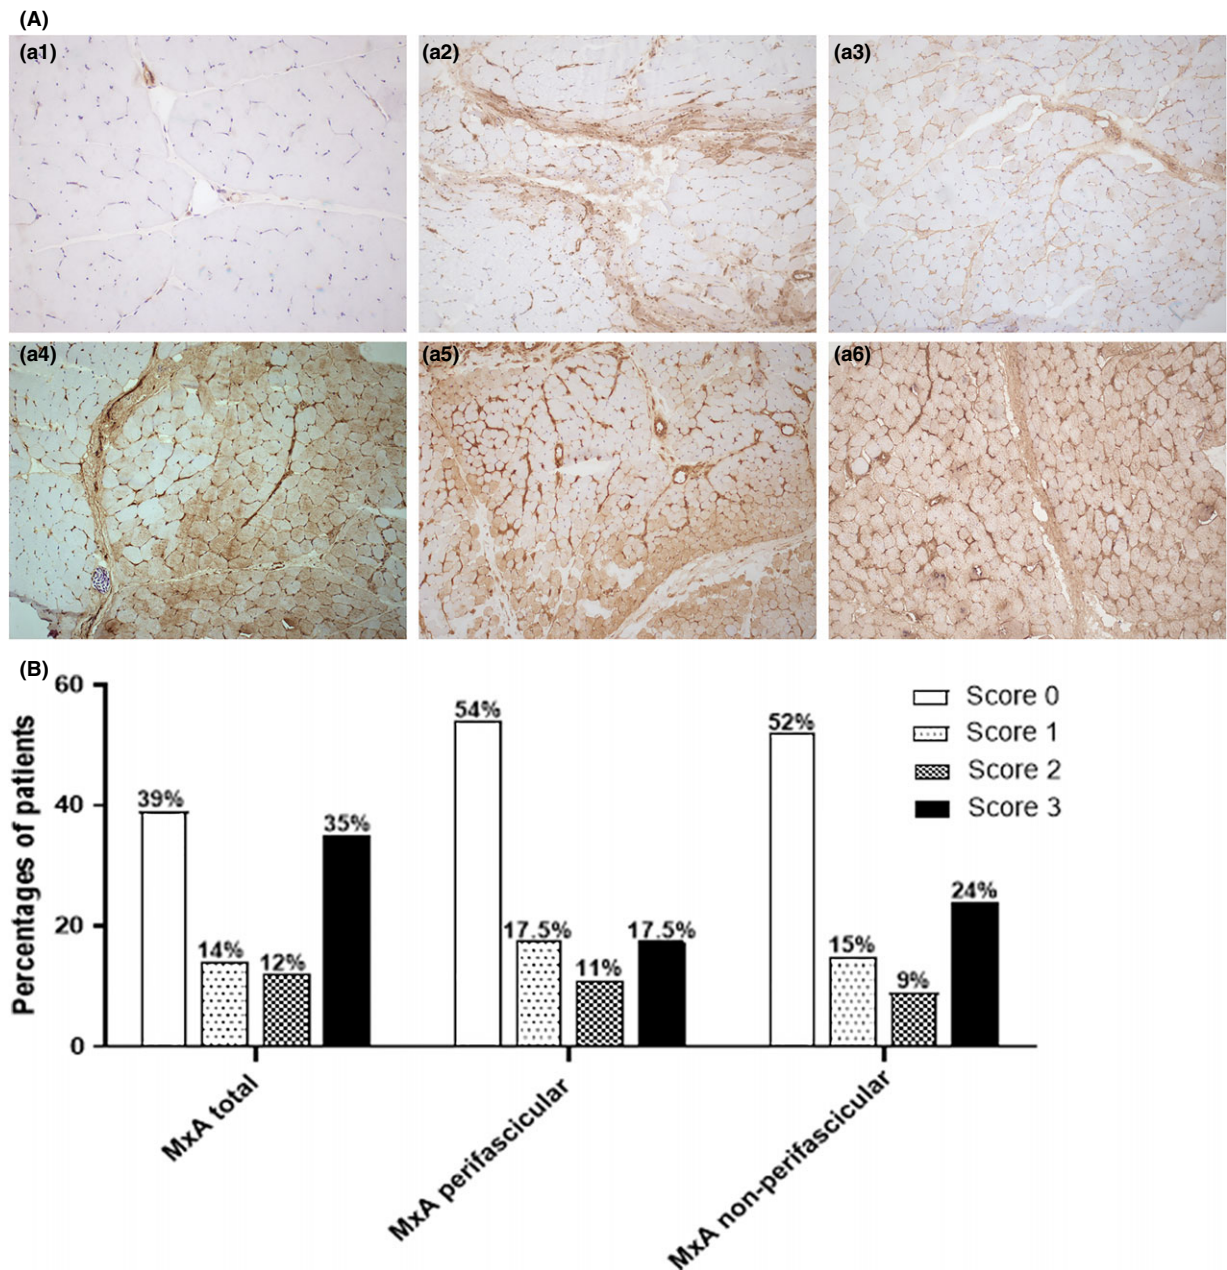 (A)
(a1)
(a2)
(a3)
(a4)
(a5)
(a6)
(B)
Percentages of patients
60
40
20
0
39%
14%
12%
35%
54%
17.5%
11%
17.5%
52%
15%
9%
24%
Score 0
Score 1
Score 2
Score 3
MxA total
MxA perifascicular
MxA non-perifascicular